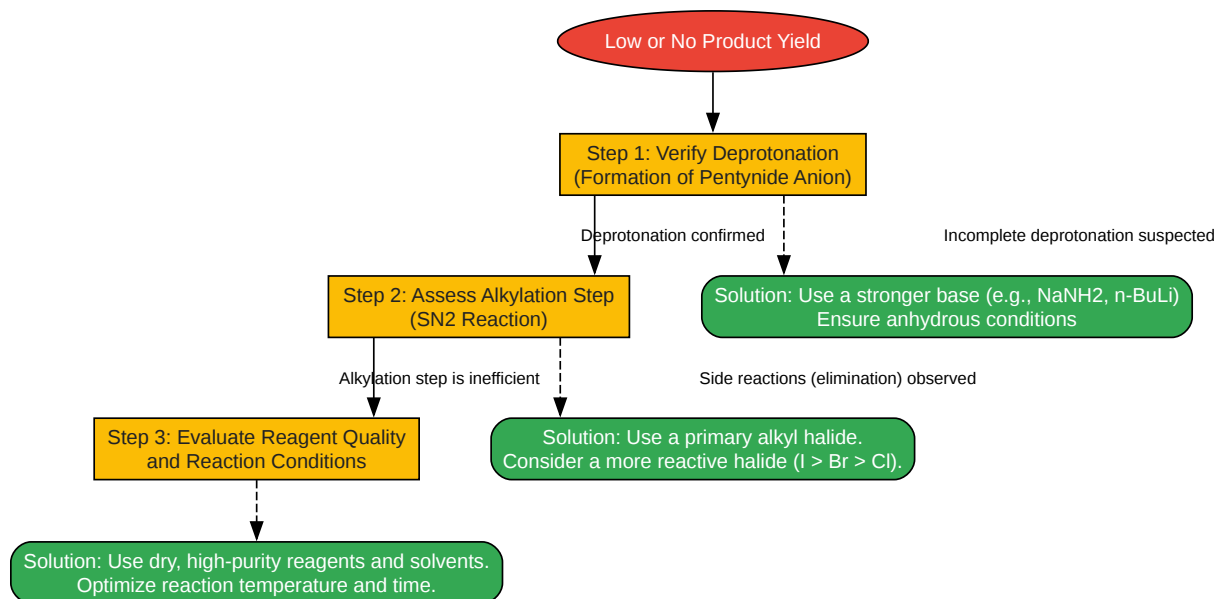 Low or No Product Yield
Step 1: Verify Deprotonation
(Formation of Pentynide Anion)
Deprotonation confirmed
Incomplete deprotonation suspected
Step 2: Assess Alkylation Step
(SN2 Reaction)
Solution: Use a stronger base (e.g., NaNH2, n-BuLi)
Ensure anhydrous conditions
Alkylation step is inefficient
Side reactions (elimination) observed
Step 3: Evaluate Reagent Quality
and Reaction Conditions
Solution: Use a primary alkyl halide.
Consider a more reactive halide (I > Br > Cl).
Solution: Use dry, high-purity reagents and solvents.
Optimize reaction temperature and time.